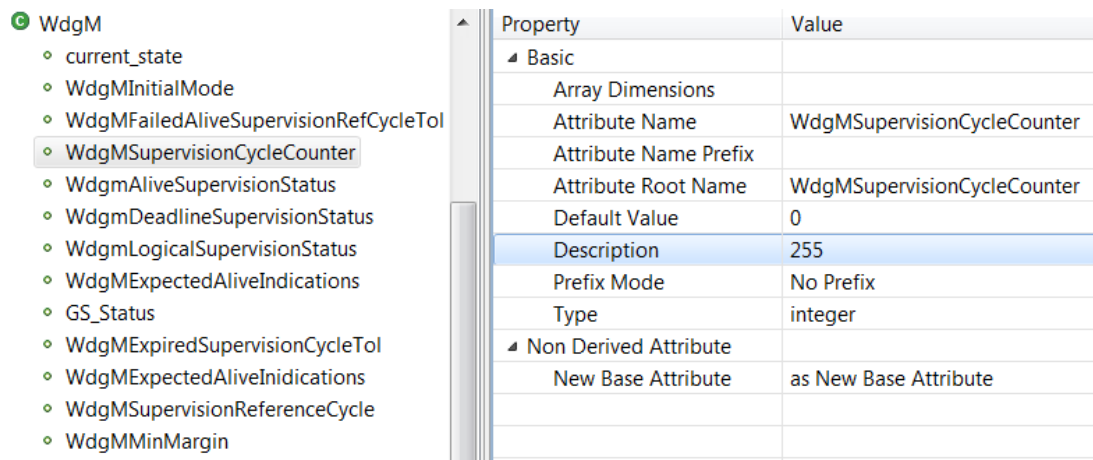 C WdgM
current_state
WdgMInitialMode
WdgMFailedAliveSupervisionRefCycleTol
WdgMSupervisionCycleCounter
WdgmAliveSupervisionStatus
WdgmDeadlineSupervisionStatus
WdgmLogicalSupervisionStatus
WdgMExpectedAliveIndications
GS_Status
WdgMExpiredSupervisionCycleTol
WdgMExpectedAliveInidications
WdgMSupervisionReferenceCycle
WdgMMinMargin
Property Value
Basic
Array Dimensions
Attribute Name WdgMSupervisionCycleCounter
Attribute Name Prefix
Attribute Root Name WdgMSupervisionCycleCounter
Default Value 0
Description 255
Prefix Mode No Prefix
Type integer
Non Derived Attribute
New Base Attribute as New Base Attribute